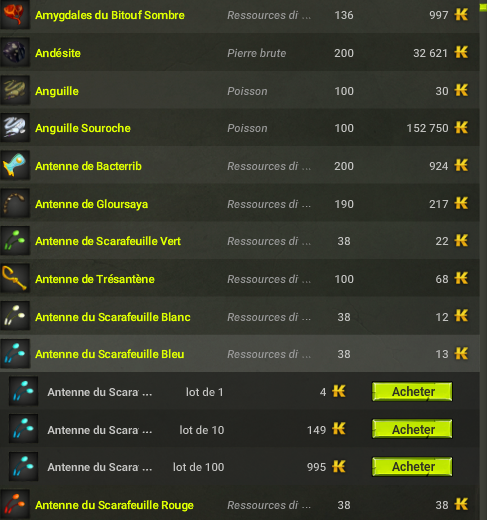 Amygdales du Bitouf Sombre Ressources di ... 136 997
Andésite Pierre brute 200 32 621
Anguille Poisson 100 30
Anguille Souroche Poisson 100 152 750
Antenne de Bacterrib Ressources di ... 200 924
Antenne de Gloursaya Ressources di ... 190 217
Antenne de Scarafeuille Vert Ressources di ... 38 22
Antenne de Trésantène Ressources di ... 100 68
Antenne du Scarafeuille Blanc Ressources di ... 38 12
Antenne du Scarafeuille Bleu Ressources di ... 38 13
Antenne du Scara ... lot de 1 4 Acheter
Antenne du Scara ... lot de 10 149 Acheter
Antenne du Scara ... lot de 100 995 Acheter
Antenne du Scarafeuille Rouge Ressources di ... 38 38